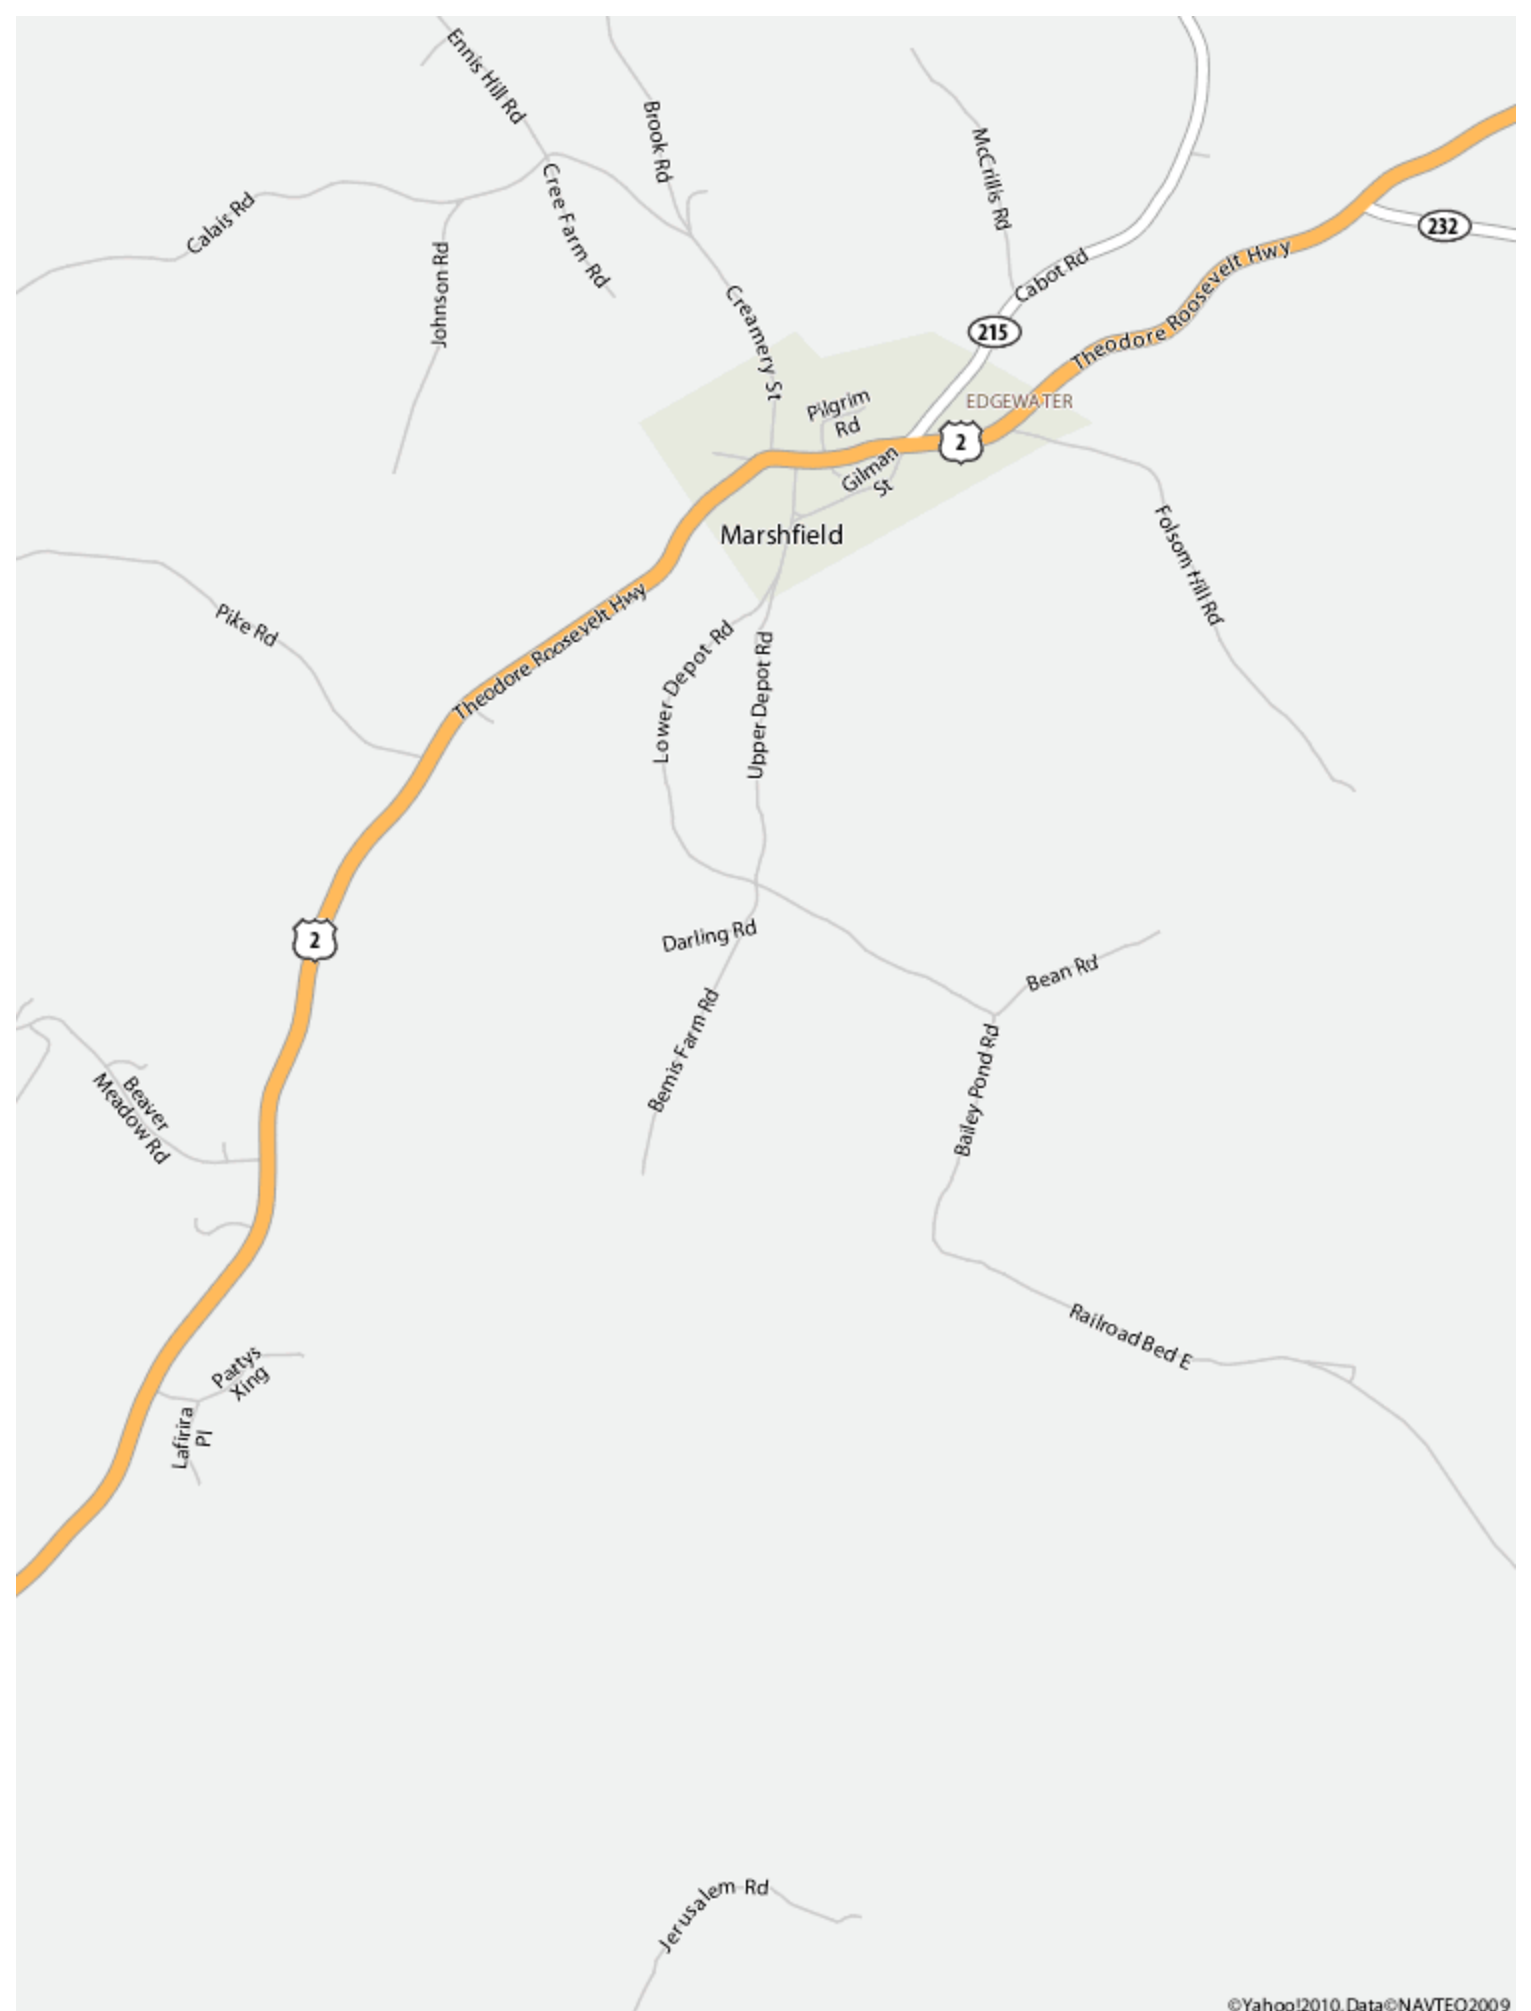 Ennis Hill Rd
Brook Rd
McCrillis Rd
Calais Rd
Cree Farm Rd
Johnson Rd
232
Cabot Rd
Theodore Roosevelt Hwy
Creamery St
215
Pilgrim
Rd
EDGEWATER
2
Gilman
St
Marshfield
Folsom Hill Rd
Pike Rd
Theodore Roosevelt Hwy
Lower Depot Rd
Upper Depot Rd
2
Darling Rd
Bean Rd
Bemis Farm Rd
Bailey Pond Rd
Beaver
Meadow Rd
Railroad Bed E
Pattys
Xing
Lafirira
Pl
Jerusalem Rd
©Yahoo!2010, Data©NAVTEQ2009